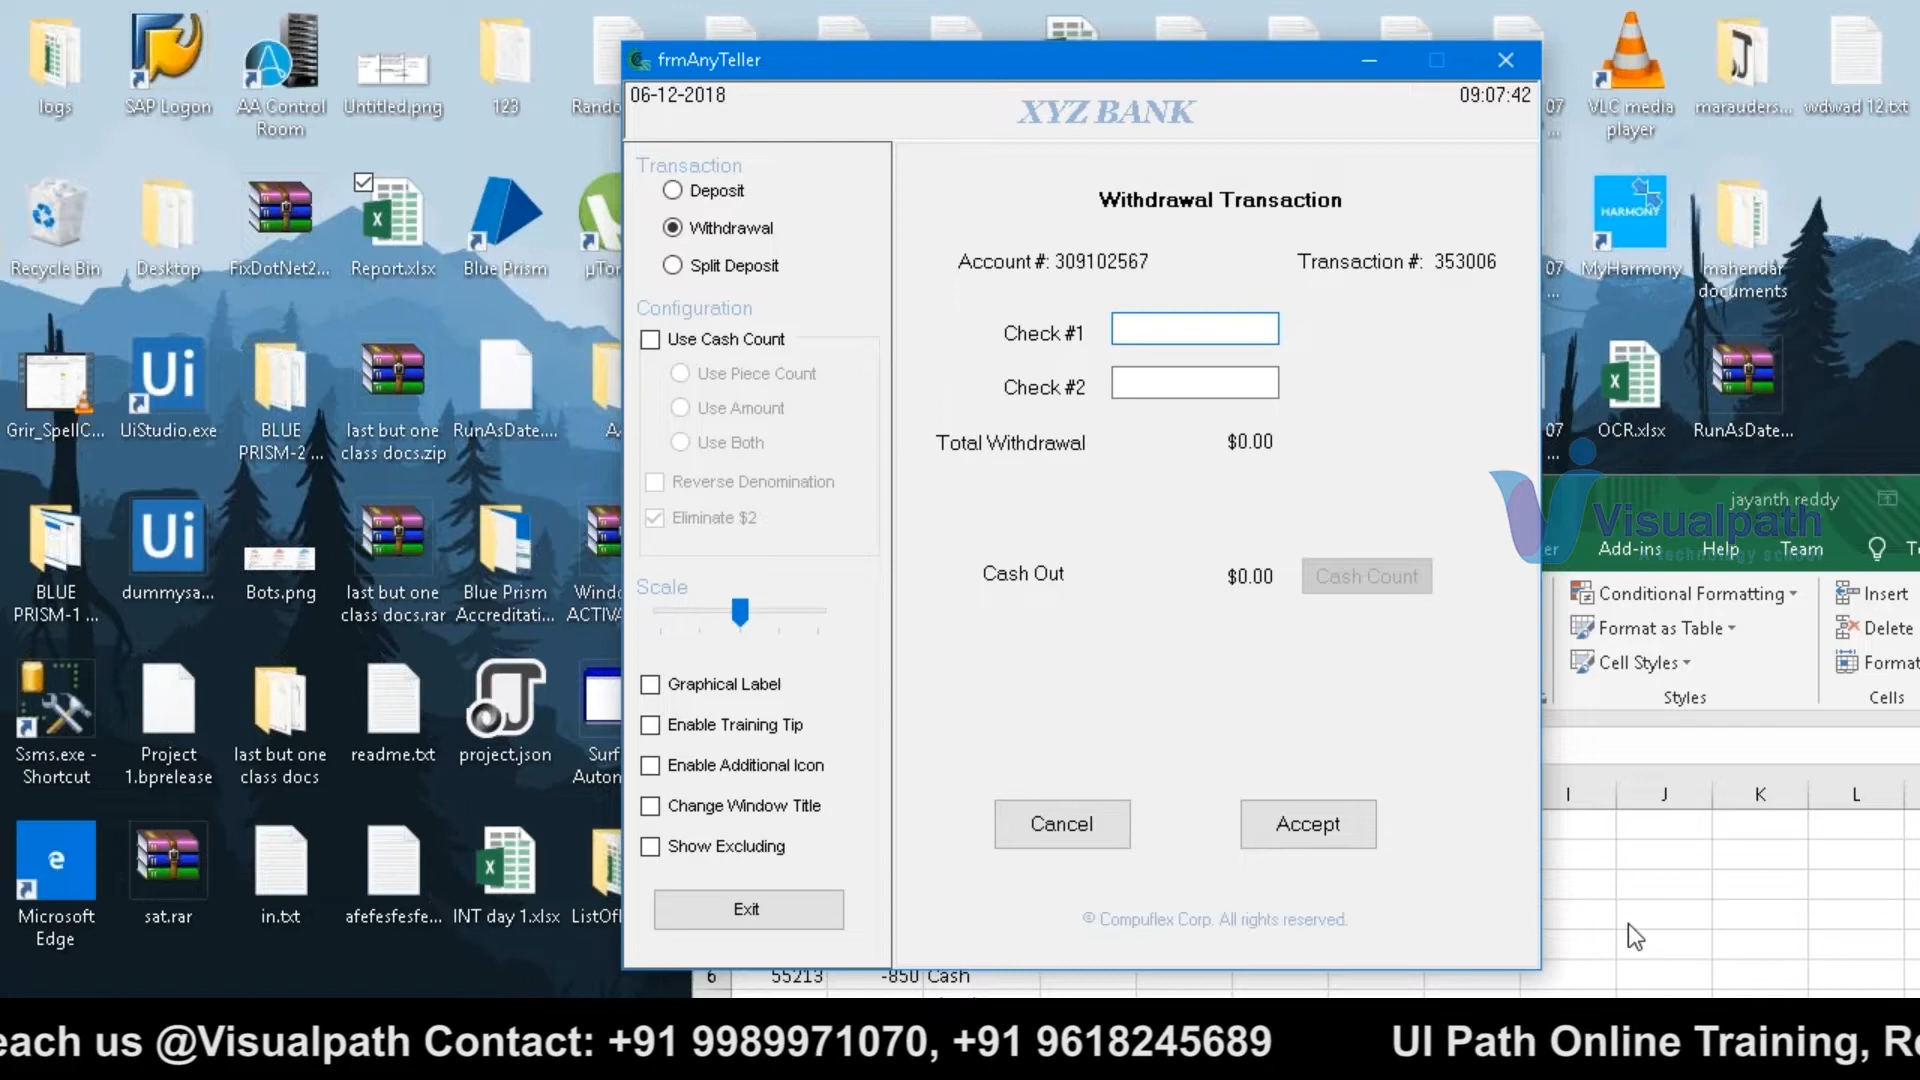 logs
SAP Logon
AA Control
Room
Untitled.png
123
VLC media
player
marauders...
wdwad 12.txt
frmAnyTeller
06-12-2018
XYZ BANK
09:07:42
Transaction
Deposit
Withdrawal
Split Deposit
Configuration
Use Cash Count
Use Piece Count
Use Amount
Use Both
Reverse Denomination
Eliminate $2
Scale
Graphical Label
Enable Training Tip
Enable Additional Icon
Change Window Title
Show Excluding
Exit
Withdrawal Transaction
Account #: 309102567
Transaction #: 353006
Check #1
Check #2
Total Withdrawal
$0.00
Cash Out
$0.00
Cash Count
Cancel
Accept
© Compuflex Corp. All rights reserved.
Recycle Bin
Desktop
FixDotNet2...
Report.xlsx
Blue Prism
HARMONY
MyHarmony
mahendar
documents
07
07
07
Grir_SpellC...
UiStudio.exe
BLUE
PRISM-2 ...
last but one
class docs.zip
RunAsDate....
OCR.xlsx
RunAsDate...
BLUE
PRISM-1 ...
dummysa...
Bots.png
last but one
class docs.rar
Blue Prism
Accreditati...
jayanth reddy
Visualpath
Add-ins
Help
Team
Conditional Formatting
Format as Table
Cell Styles
Styles
Insert
Delete
Format
Cells
Ssms.exe -
Shortcut
Project
1.bprelease
last but one
class docs
readme.txt
project.json
I
J
K
L
Microsoft
Edge
sat.rar
in.txt
afefesfesfe...
INT day 1.xlsx
6
55213
-850
Cash
each us @Visualpath Contact: +91 9989971070, +91 9618245689
UI Path Online Training, Re